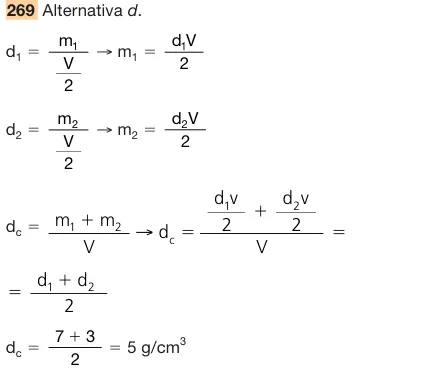 269 Alternativa d.
d₁ = m₁ / (V/2) → m₁ = d₁V / 2
d₂ = m₂ / (V/2) → m₂ = d₂V / 2
d꜀ = (m₁ + m₂) / V → d꜀ = (d₁v/2 + d₂v/2) / V =
= (d₁ + d₂) / 2
d꜀ = (7 + 3) / 2 = 5 g/cm³